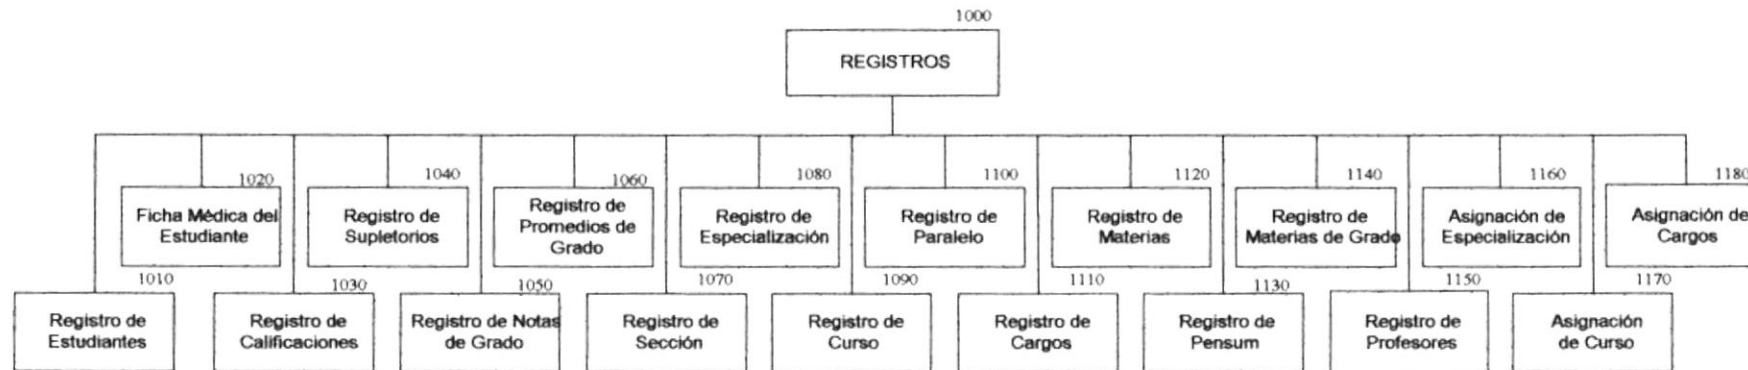 1000
REGISTROS
1020
Ficha Médica del
Estudiante
1040
Registro de
Supletorios
1060
Registro de
Promedios de
Grado
1080
Registro de
Especialización
1100
Registro de
Paralelo
1120
Registro de
Materias
1140
Registro de
Materias de Grado
1160
Asignación de
Especialización
1180
Asignación de
Cargos
1010
Registro de
Estudiantes
1030
Registro de
Calificaciones
1050
Registro de Notas
de Grado
1070
Registro de
Sección
1090
Registro de
Curso
1110
Registro de
Cargos
1130
Registro de
Pensum
1150
Registro de
Profesores
1170
Asignación
de Curso